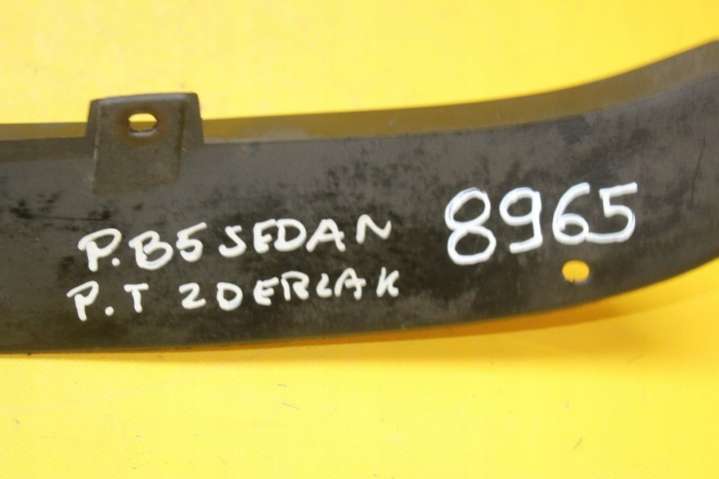 P.B5 SEDAN
P.T ZDERZAK
8965